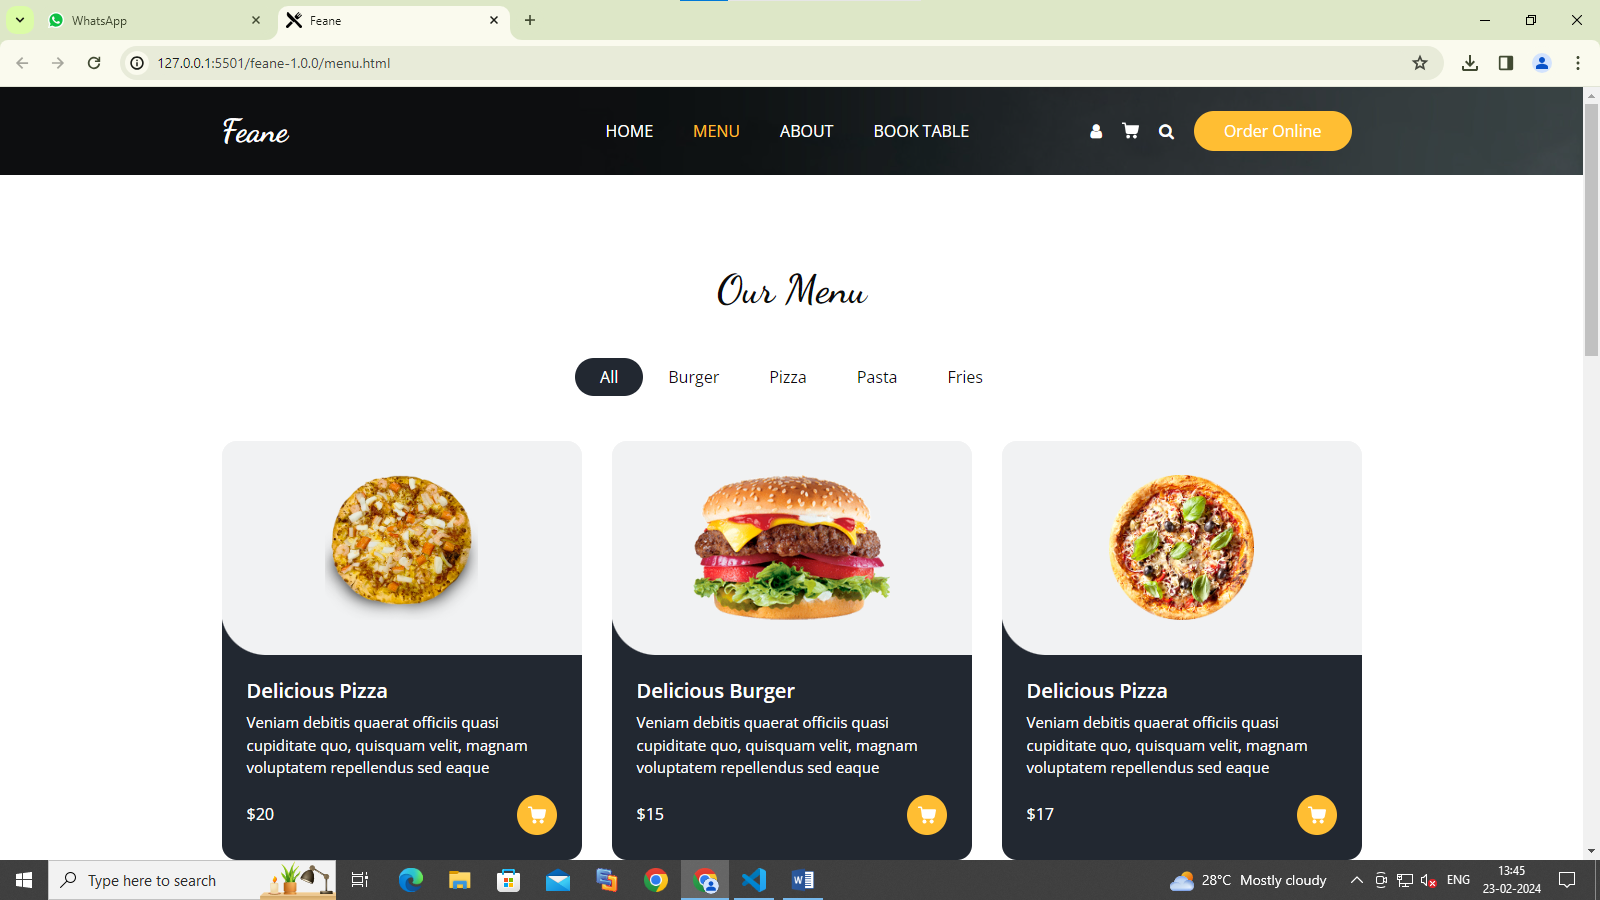 WhatsApp
Feane
127.0.0.1:5501/feane-1.0.0/menu.html
Feane
HOME
MENU
ABOUT
BOOK TABLE
Order Online
Our Menu
All
Burger
Pizza
Pasta
Fries
Delicious Pizza
Veniam debitis quaerat officiis quasi
cupiditate quo, quisquam velit, magnam
voluptatem repellendus sed eaque
$20
Delicious Burger
Veniam debitis quaerat officiis quasi
cupiditate quo, quisquam velit, magnam
voluptatem repellendus sed eaque
$15
Delicious Pizza
Veniam debitis quaerat officiis quasi
cupiditate quo, quisquam velit, magnam
voluptatem repellendus sed eaque
$17
Type here to search
28°C Mostly cloudy
ENG
13:45
23-02-2024